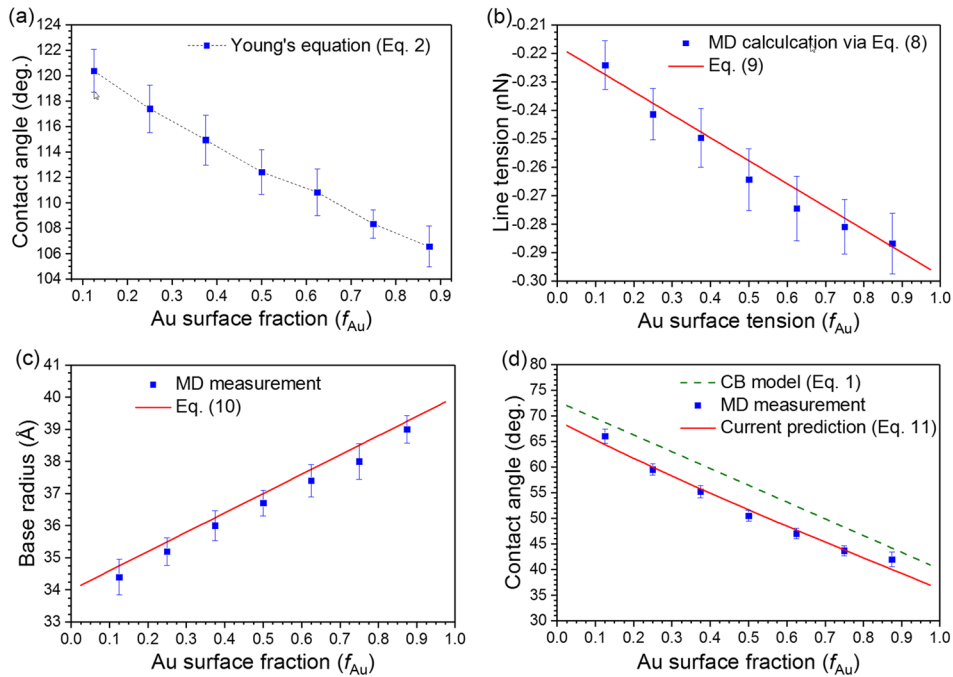 (a)
124
122
120
118
116
114
112
110
108
106
104
Contact angle (deg.)
Young's equation (Eq. 2)
0.1 0.2 0.3 0.4 0.5 0.6 0.7 0.8 0.9
Au surface fraction (fAu)
(b)
-0.21
-0.22
-0.23
-0.24
-0.25
-0.26
-0.27
-0.28
-0.29
-0.30
Line tension (nN)
MD calculcation via Eq. (8)
Eq. (9)
0.0 0.1 0.2 0.3 0.4 0.5 0.6 0.7 0.8 0.9 1.0
Au surface tension (fAu)
(c)
41
40
39
38
37
36
35
34
33
Base radius (Å)
MD measurement
Eq. (10)
0.0 0.1 0.2 0.3 0.4 0.5 0.6 0.7 0.8 0.9 1.0
Au surface fraction (fAu)
(d)
80
75
70
65
60
55
50
45
40
35
30
Contact angle (deg.)
CB model (Eq. 1)
MD measurement
Current prediction (Eq. 11)
0.0 0.1 0.2 0.3 0.4 0.5 0.6 0.7 0.8 0.9 1.0
Au surface fraction (fAu)